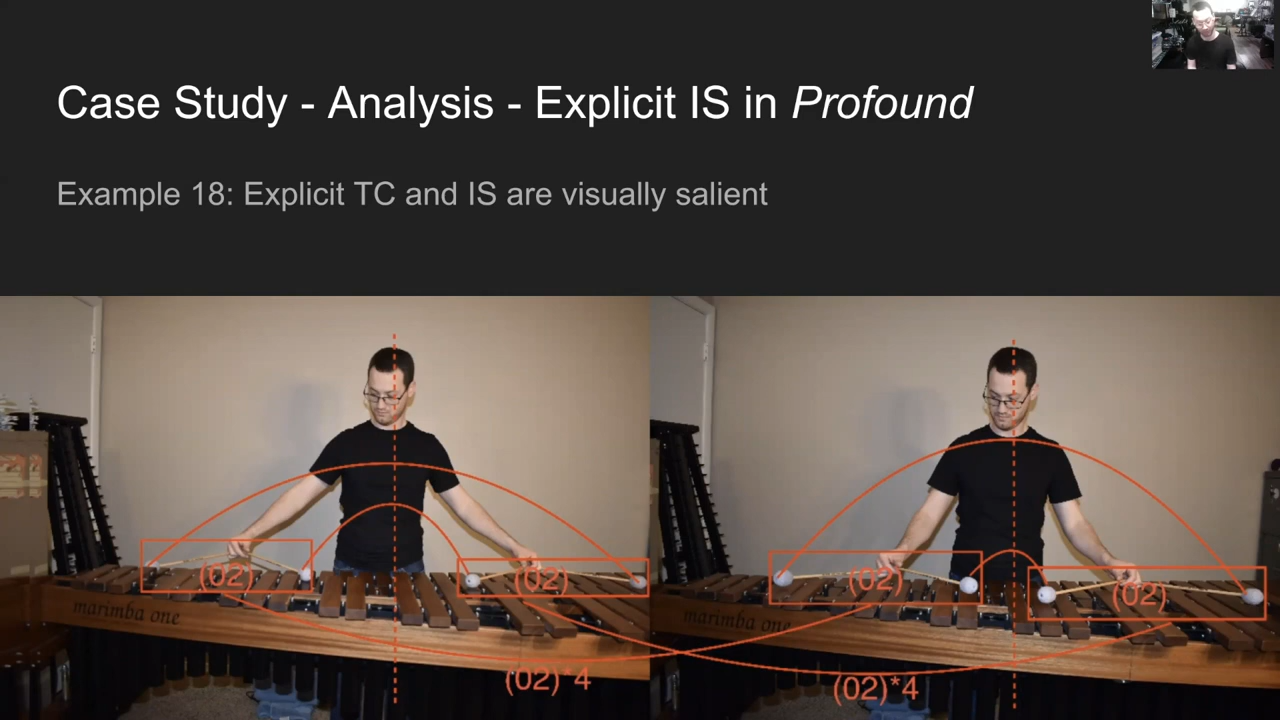 Case Study - Analysis - Explicit IS in Profound
Example 18: Explicit TC and IS are visually salient
(02)
(02)
(02)
(02)
marimba one
marimba one
(02)*4
(02)*4